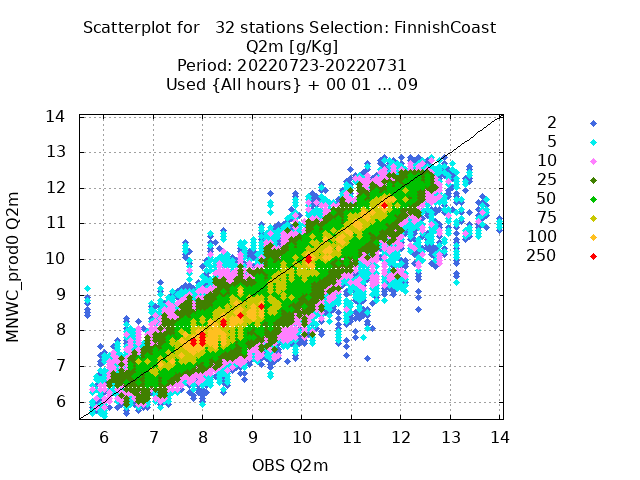 Scatterplot for   32 stations Selection: FinnishCoast
Q2m [g/Kg]
Period: 20220723-20220731
Used {All hours} + 00 01 ... 09
MNWC_prod0 Q2m
14
13
12
11
10
9
8
7
6
6 7 8 9 10 11 12 13 14
OBS Q2m
2
5
10
25
50
75
100
250